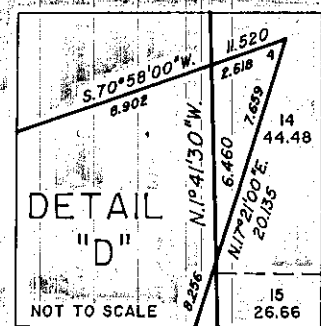 11.520
S.70°58'00"W.
2.618
4
8.902
7.659
14
44.48
N.1°41'30"W.
6.460
N.17°21'00"E.
20.135
DETAIL
"D"
8.256
NOT TO SCALE
15
26.66